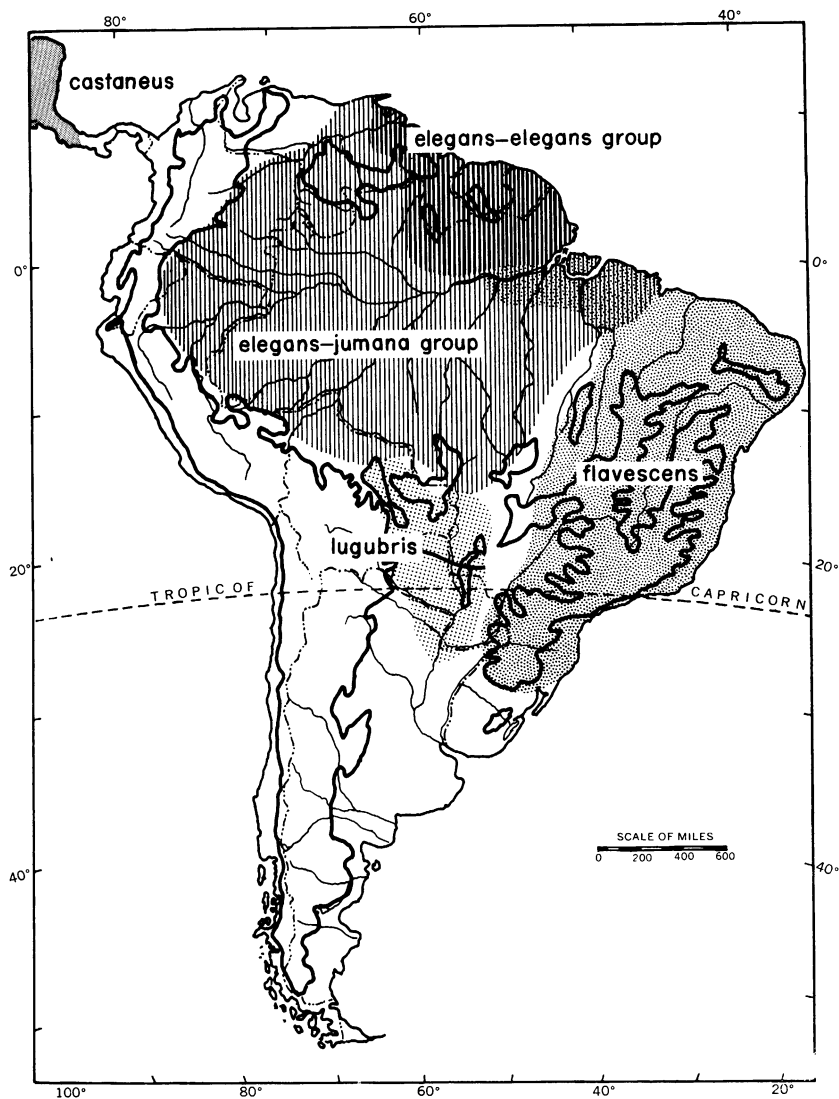 80° 60° 40°
castaneus
elegans–elegans group
0° 0°
elegans–jumana group
flavescens
lugubris
20° 20°
TROPIC OF CAPRICORN
SCALE OF MILES
0 200 400 600
40° 40°
100° 80° 60° 40° 20°